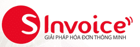 SInvoice
GIẢI PHÁP HÓA ĐƠN THÔNG MINH